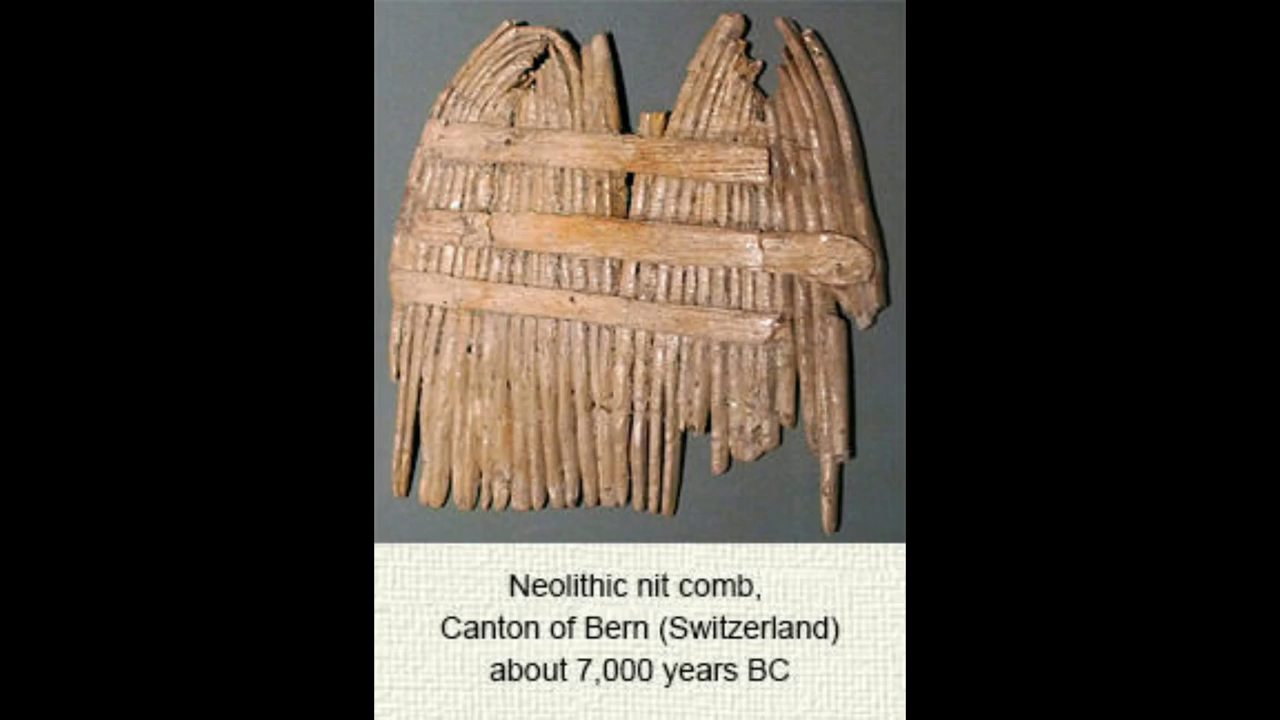 Neolithic nit comb,
Canton of Bern (Switzerland)
about 7,000 years BC